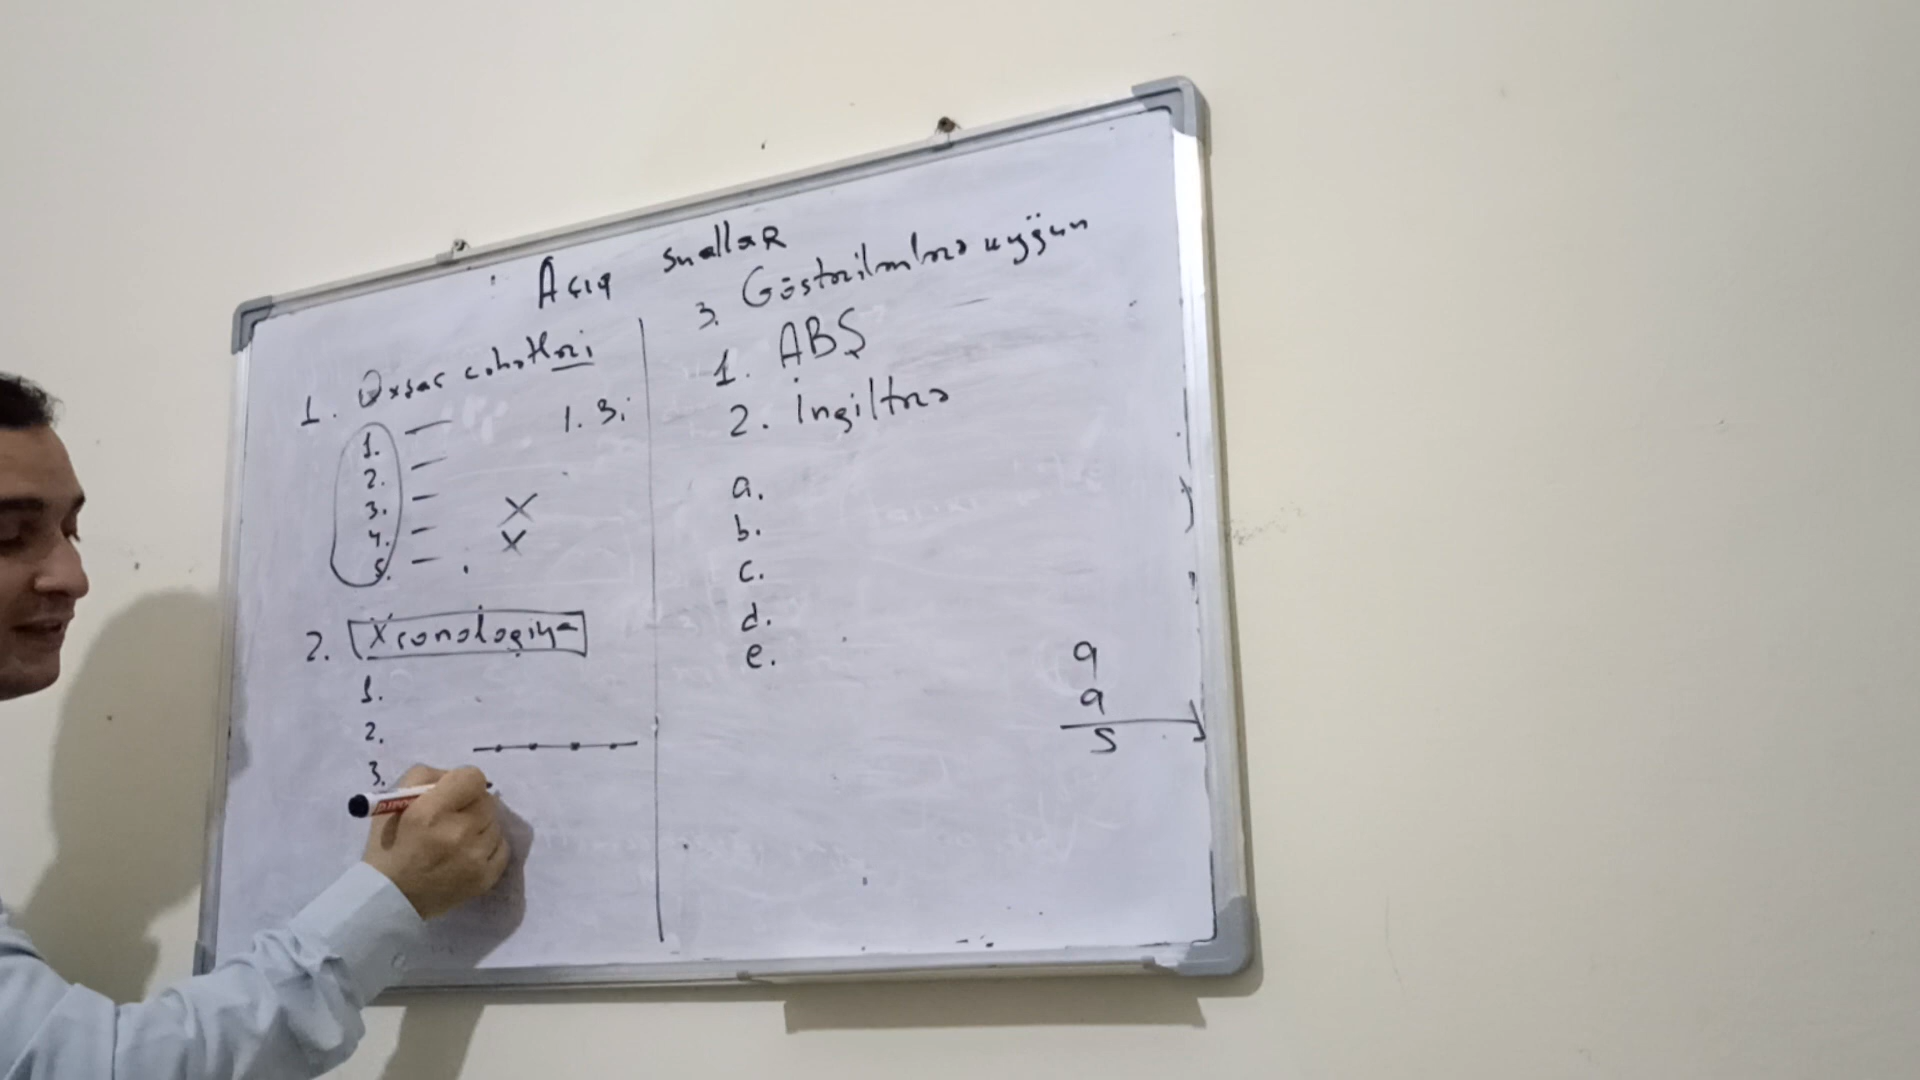 Açıq suallar
1. Oxşar cəhətləri
1. 3;
1. —
2. —
3. — X
4. — X
5. — .
2. Xronologiya
1.
2.
3.
3. Göstərilənlərə uyğun
1. ABŞ
2. İngiltərə
a.
b.
c.
d.
e.
9
9
5